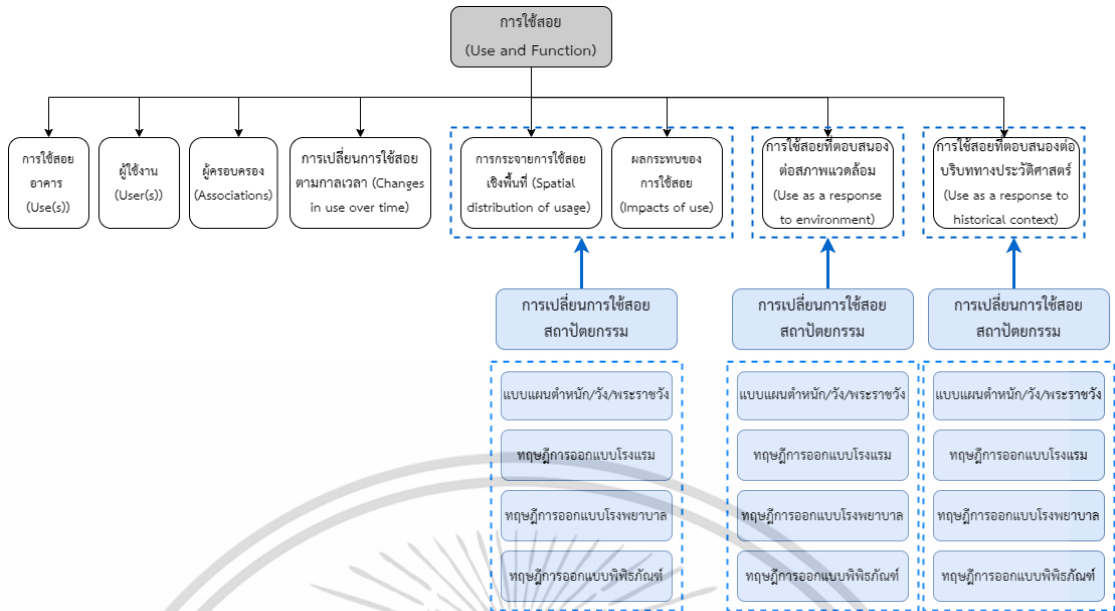 การใช้สอย
(Use and Function)
การใช้สอย
อาคาร
(Use(s))
ผู้ใช้งาน
(User(s))
ผู้ครอบครอง
(Associations)
การเปลี่ยนการใช้สอย
ตามกาลเวลา (Changes
in use over time)
การกระจายการใช้สอย
เชิงพื้นที่ (Spatial
distribution of usage)
ผลกระทบของ
การใช้สอย
(Impacts of use)
การใช้สอยที่ตอบสนอง
ต่อสภาพแวดล้อม
(Use as a response
to environment)
การใช้สอยที่ตอบสนองต่อ
บริบททางประวัติศาสตร์
(Use as a response to
historical context)
การเปลี่ยนการใช้สอย
สถาปัตยกรรม
การเปลี่ยนการใช้สอย
สถาปัตยกรรม
การเปลี่ยนการใช้สอย
สถาปัตยกรรม
แบบแผนตำหนัก/วัง/พระราชวัง
ทฤษฎีการออกแบบโรงแรม
ทฤษฎีการออกแบบโรงพยาบาล
ทฤษฎีการออกแบบพิพิธภัณฑ์
แบบแผนตำหนัก/วัง/พระราชวัง
ทฤษฎีการออกแบบโรงแรม
ทฤษฎีการออกแบบโรงพยาบาล
ทฤษฎีการออกแบบพิพิธภัณฑ์
แบบแผนตำหนัก/วัง/พระราชวัง
ทฤษฎีการออกแบบโรงแรม
ทฤษฎีการออกแบบโรงพยาบาล
ทฤษฎีการออกแบบพิพิธภัณฑ์